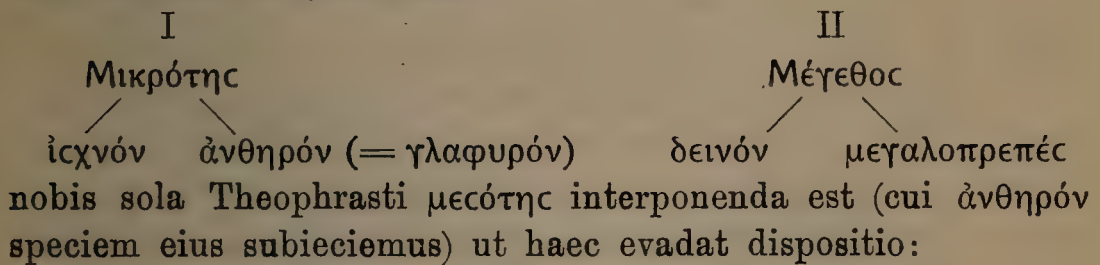 I II
Μικρότηϲ Μέγεθοϲ
ἰϲχνόν ἀνθηρόν (= γλαφυρόν) δεινόν μεγαλοπρεπέϲ
nobis sola Theophrasti μεϲότηϲ interponenda est (cui ἀνθηρόν
speciem eius subiciemus) ut haec evadat dispositio: